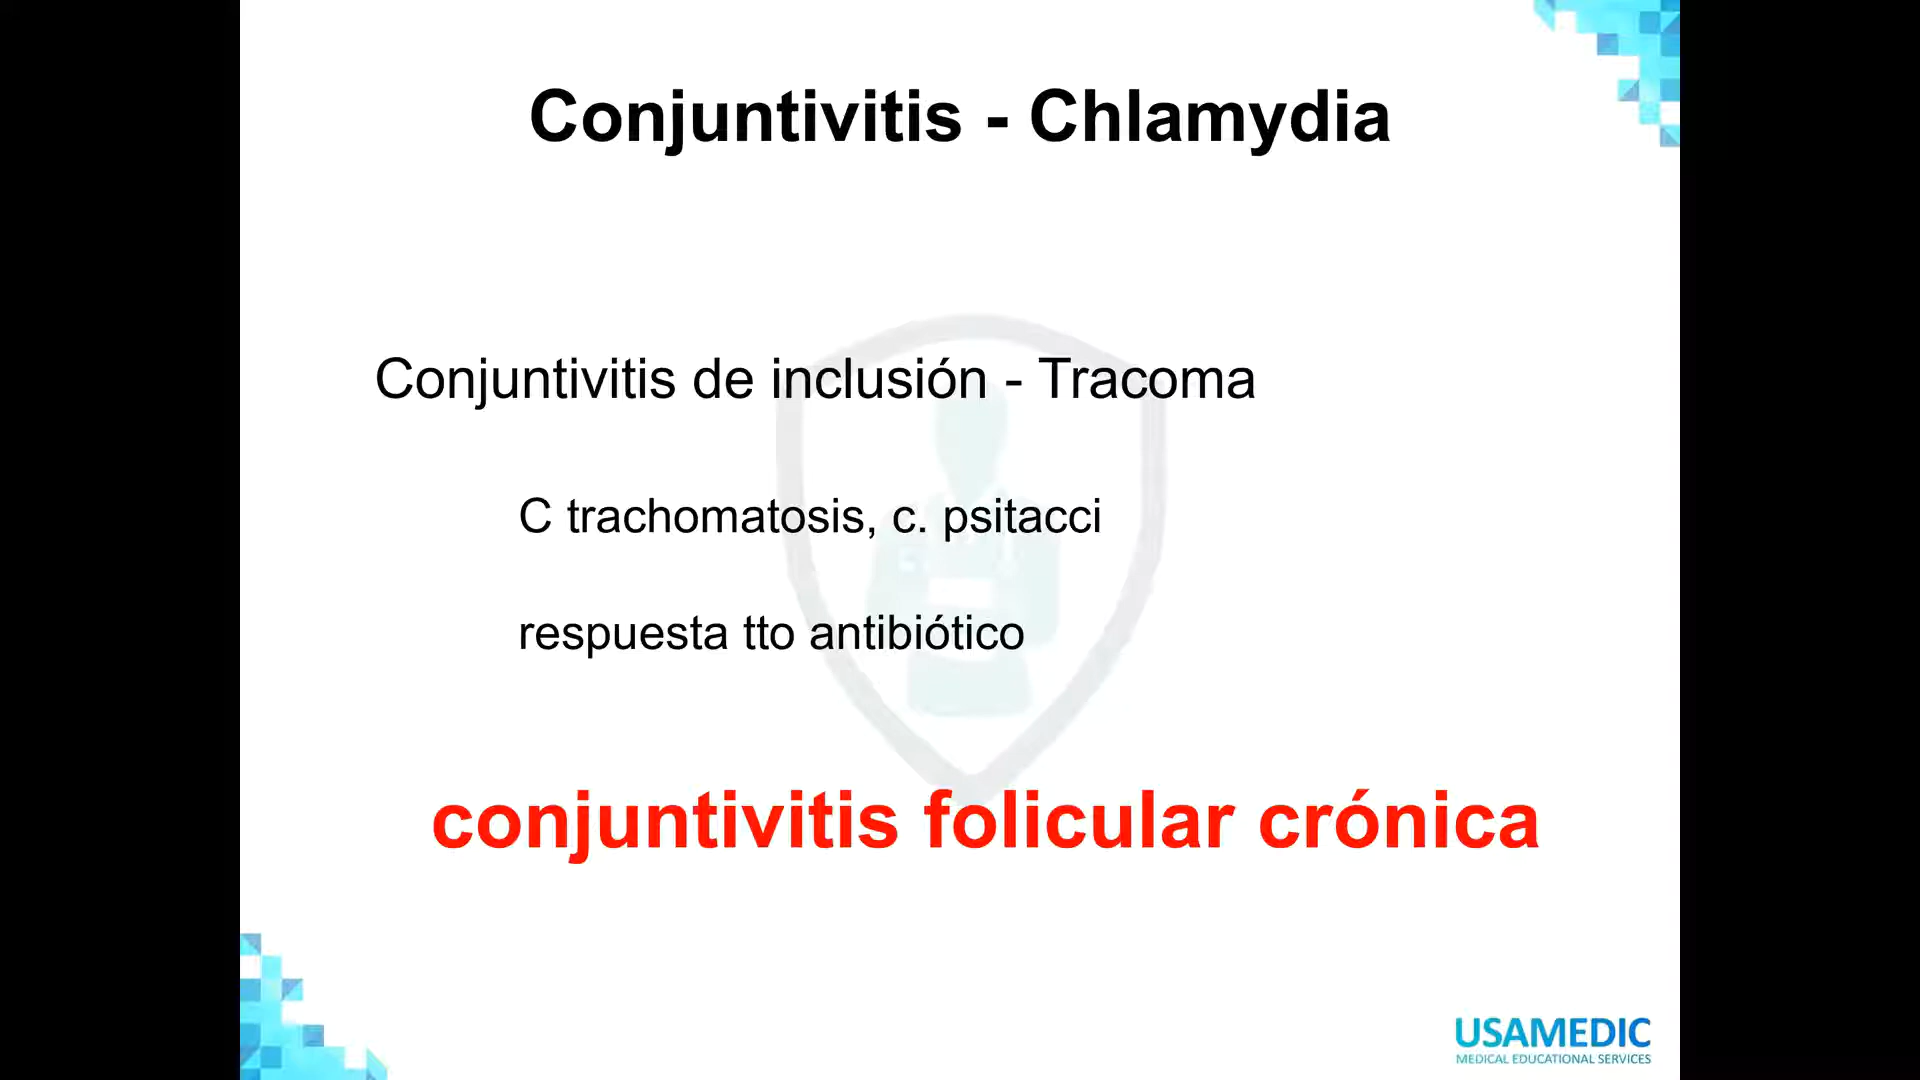 Conjuntivitis - Chlamydia
Conjuntivitis de inclusión - Tracoma
C trachomatosis, c. psitacci
respuesta tto antibiótico
conjuntivitis folicular crónica
USAMEDIC
MEDICAL EDUCATIONAL SERVICES